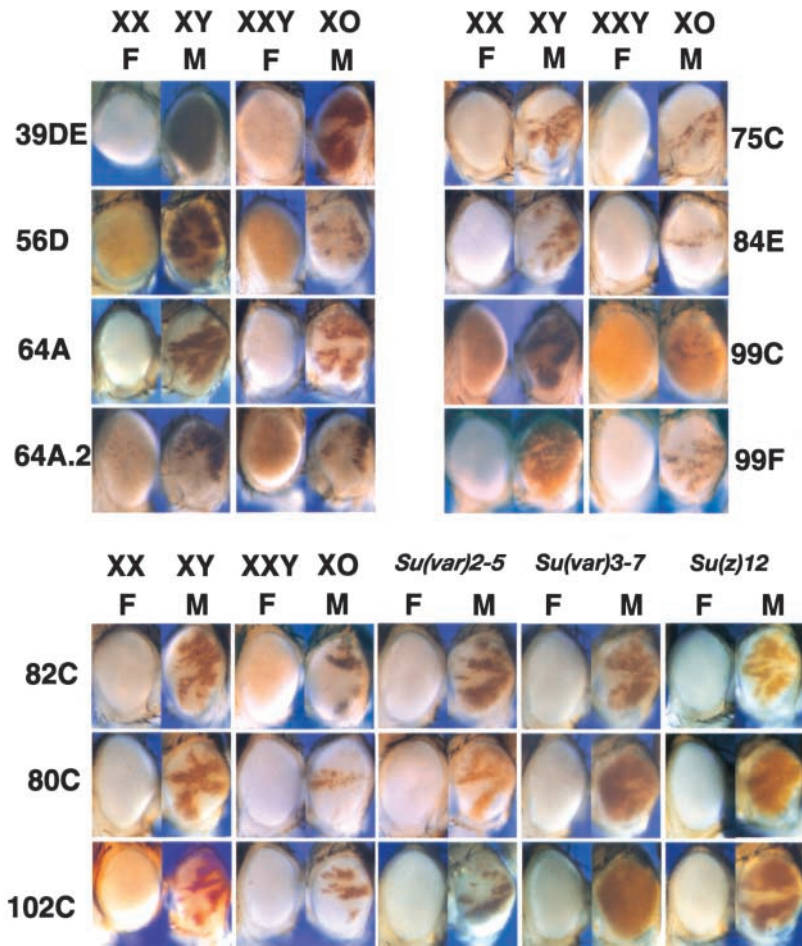 XX XY XXY XO
F M F M
39DE
56D
64A
64A.2
XX XY XXY XO
F M F M
75C
84E
99C
99F
XX XY XXY XO Su(var)2-5 Su(var)3-7 Su(z)12
F M F M F M F M F M
82C
80C
102C